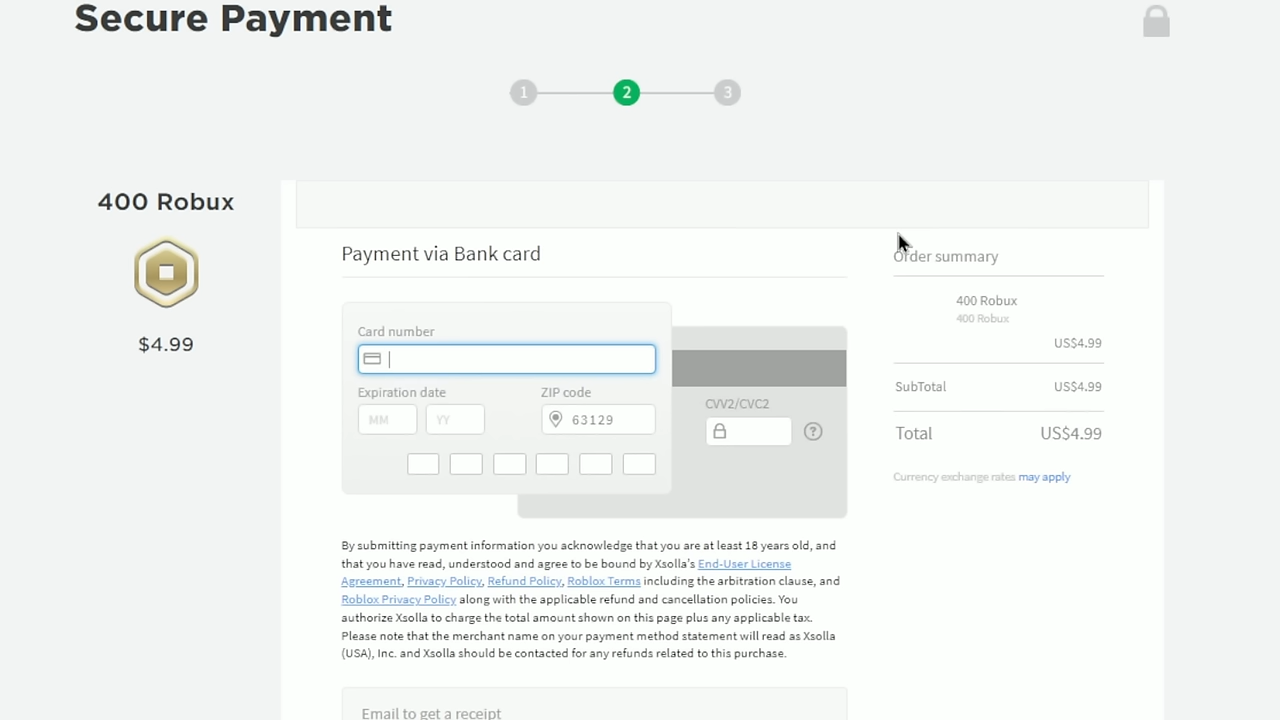 Secure Payment
1 2 3
400 Robux
$4.99
Payment via Bank card
Card number
Expiration date
ZIP code
MM
YY
63129
CVV2/CVC2
?
Order summary
400 Robux
400 Robux
US$4.99
SubTotal US$4.99
Total US$4.99
Currency exchange rates may apply
By submitting payment information you acknowledge that you are at least 18 years old, and
that you have read, understood and agree to be bound by Xsolla's End-User License
Agreement, Privacy Policy, Refund Policy, Roblox Terms including the arbitration clause, and
Roblox Privacy Policy along with the applicable refund and cancellation policies. You
authorize Xsolla to charge the total amount shown on this page plus any applicable tax.
Please note that the merchant name on your payment method statement will read as Xsolla
(USA), Inc. and Xsolla should be contacted for any refunds related to this purchase.
Email to get a receipt